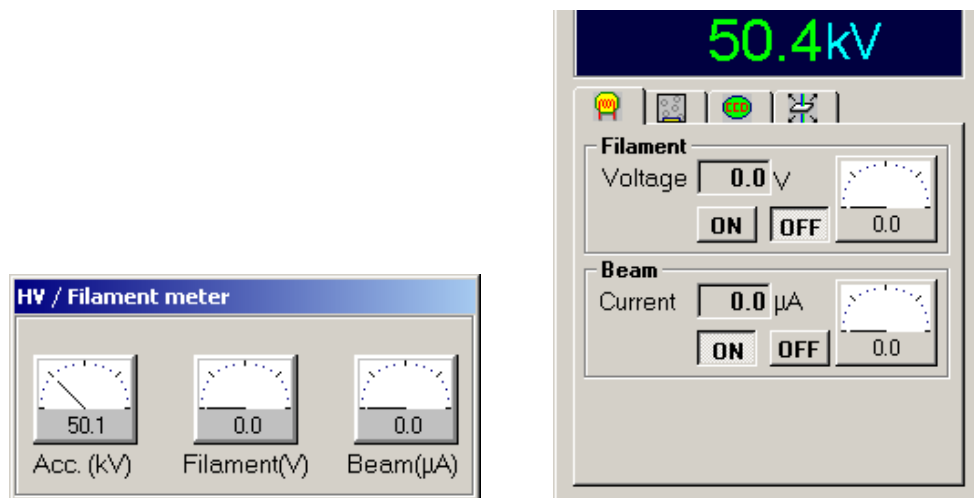 50.4kV
CCD
Filament
Voltage 0.0 V
ON OFF 0.0
Beam
Current 0.0 µA
ON OFF 0.0
HV / Filament meter
50.1 0.0 0.0
Acc. (kV) Filament(V) Beam(µA)